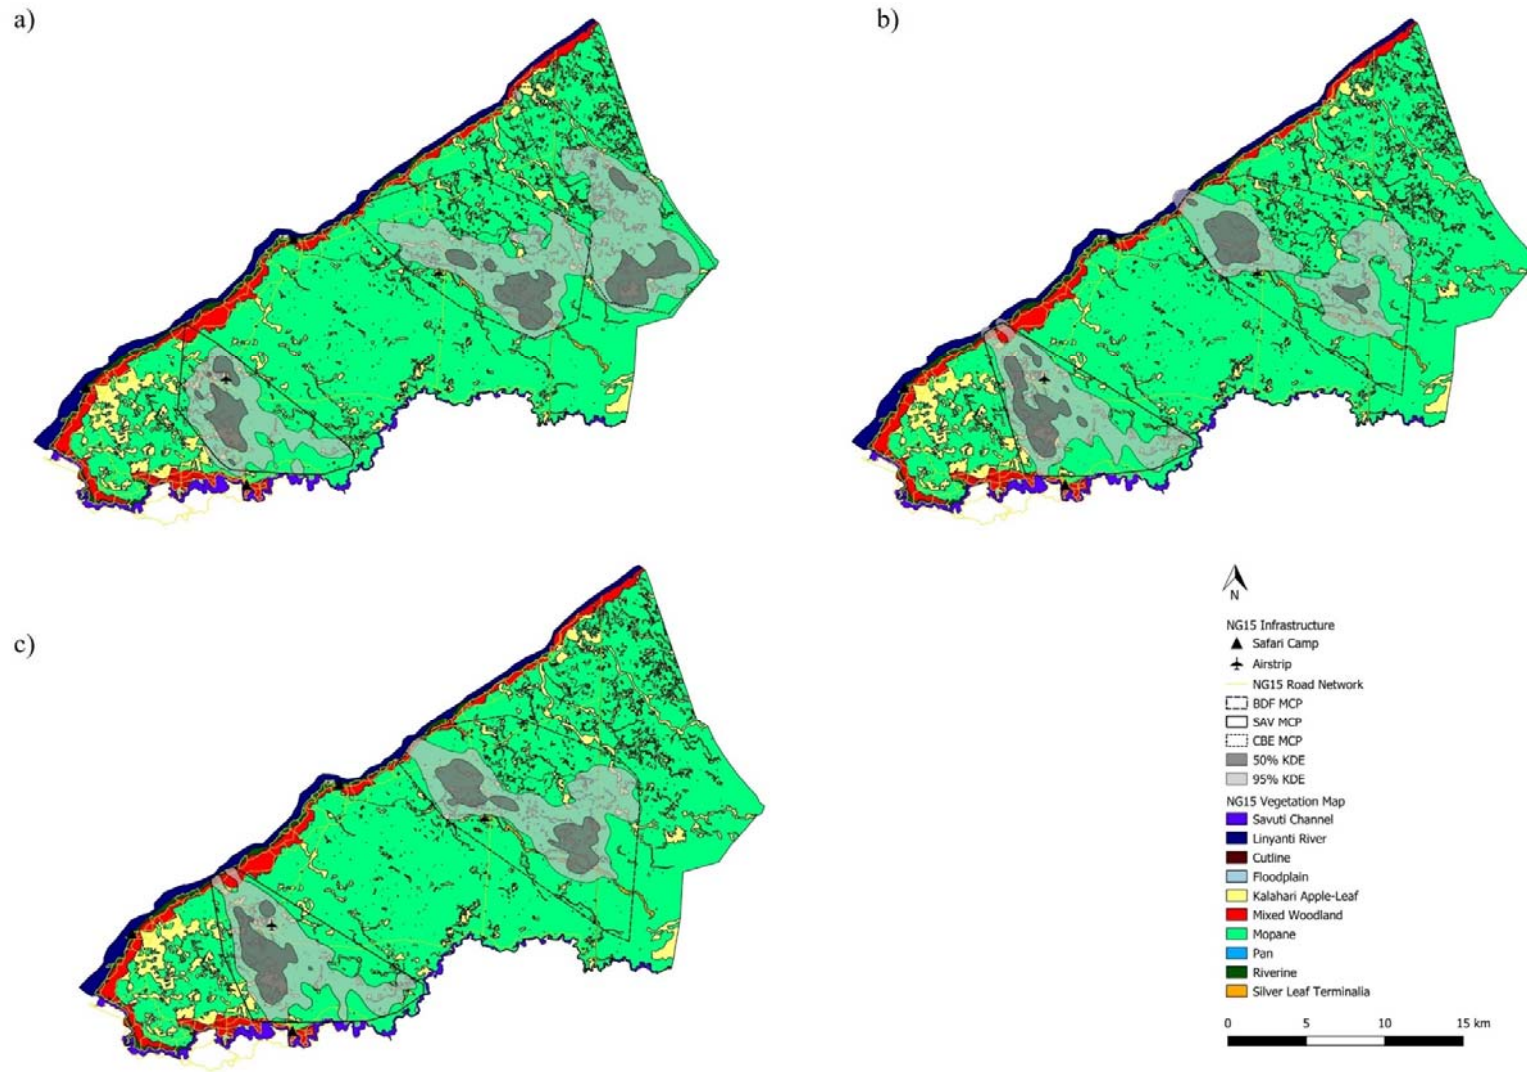 a)
b)
c)
N
NG15 Infrastructure
Safari Camp
Airstrip
NG15 Road Network
BDF MCP
SAV MCP
CBE MCP
50% KDE
95% KDE
NG15 Vegetation Map
Savuti Channel
Linyanti River
Cutline
Floodplain
Kalahari Apple-Leaf
Mixed Woodland
Mopane
Pan
Riverine
Silver Leaf Terminalia
0 5 10 15 km